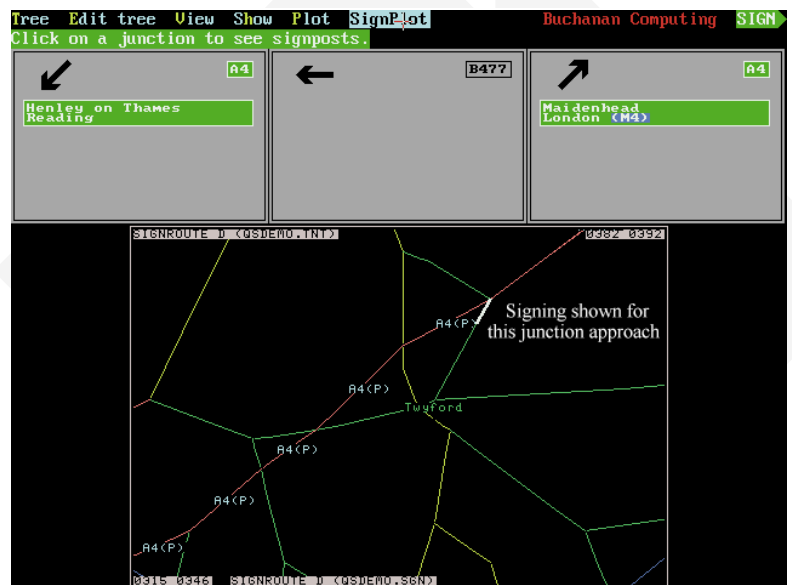 Tree Edit tree View Show Plot SignPlot Buchanan Computing SIGN
Click on a junction to see signposts.
A4
Henley on Thames
Reading
B477
A4
Maidenhead
London (M4)
SIGNROUTE D (QSDEMO.TNT) 0382 0392
Signing shown for
this junction approach
A4(P)
A4(P)
Twyford
A4(P)
A4(P)
A4(P)
0315 0346 SIGNROUTE D (QSDEMO.SGN)